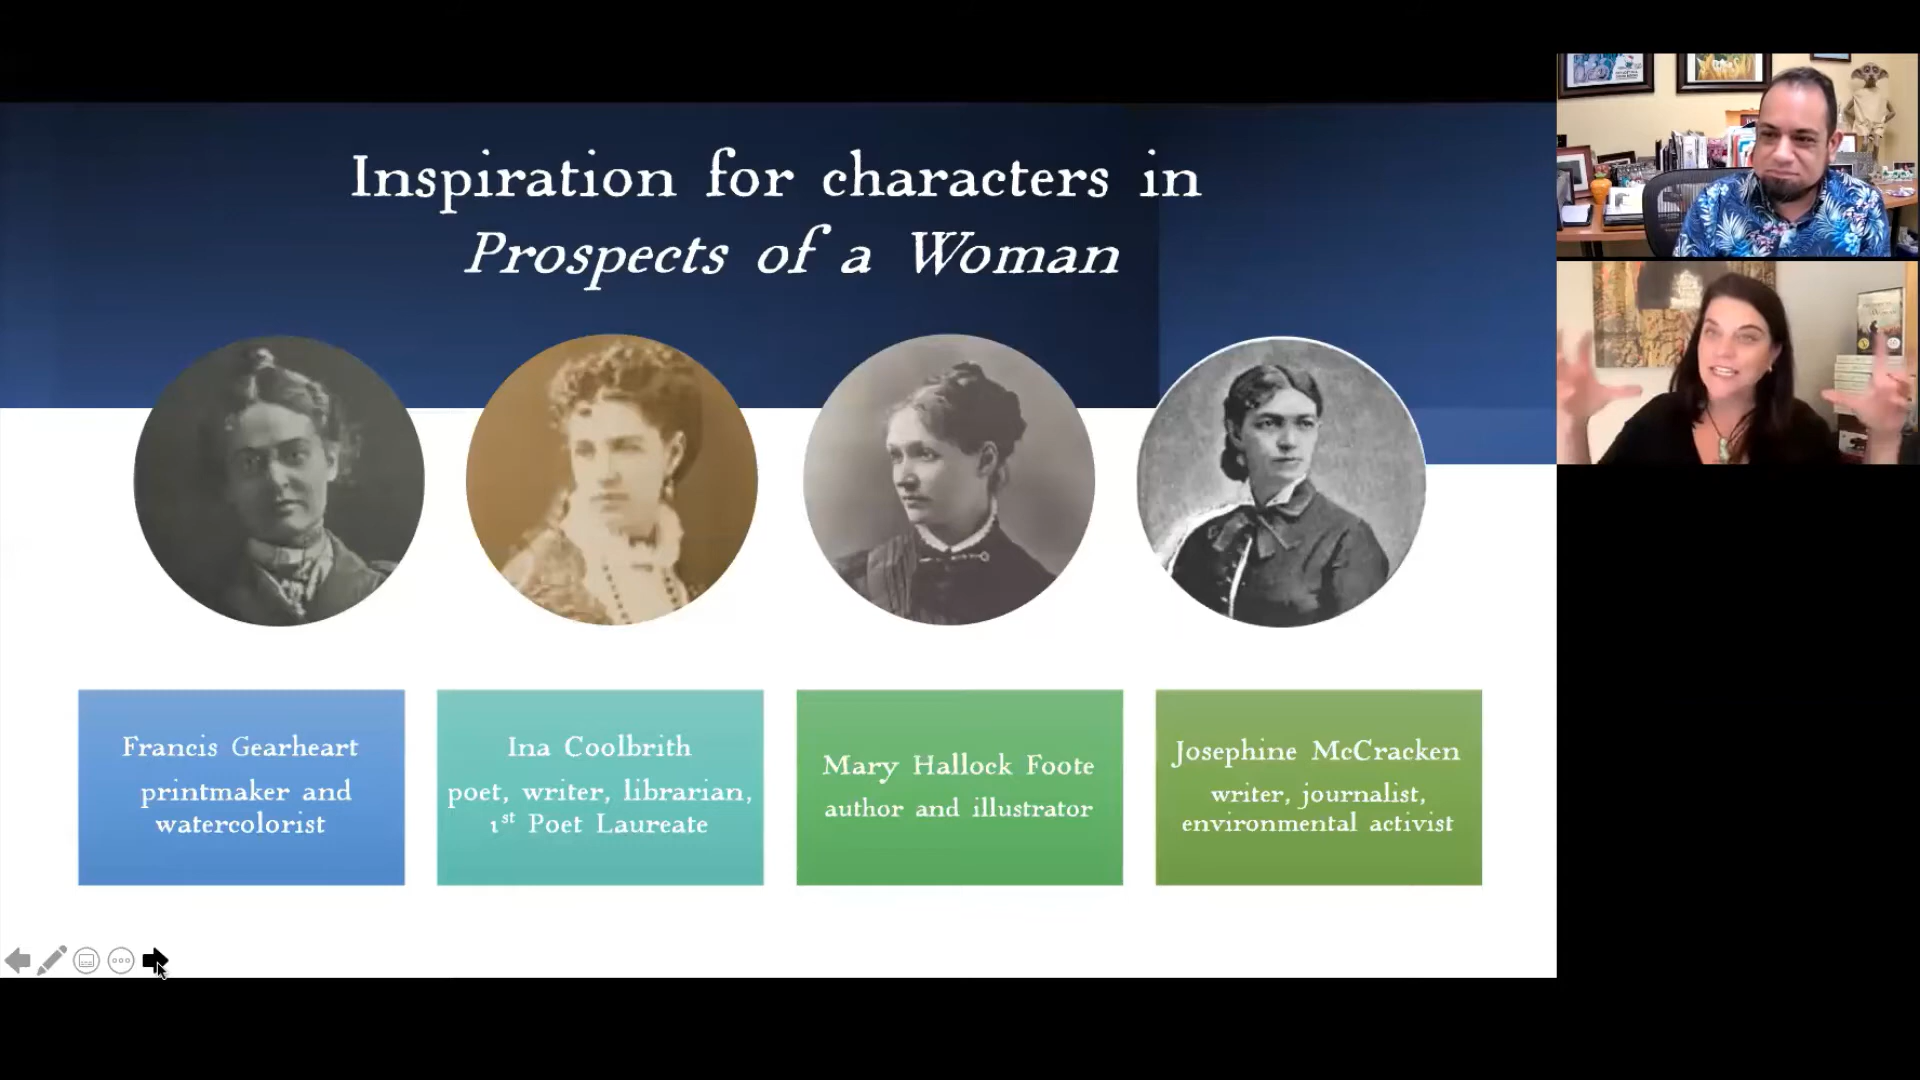 Inspiration for characters in
Prospects of a Woman
Francis Gearheart
printmaker and
watercolorist
Ina Coolbrith
poet, writer, librarian,
1st Poet Laureate
Mary Hallock Foote
author and illustrator
Josephine McCracken
writer, journalist,
environmental activist